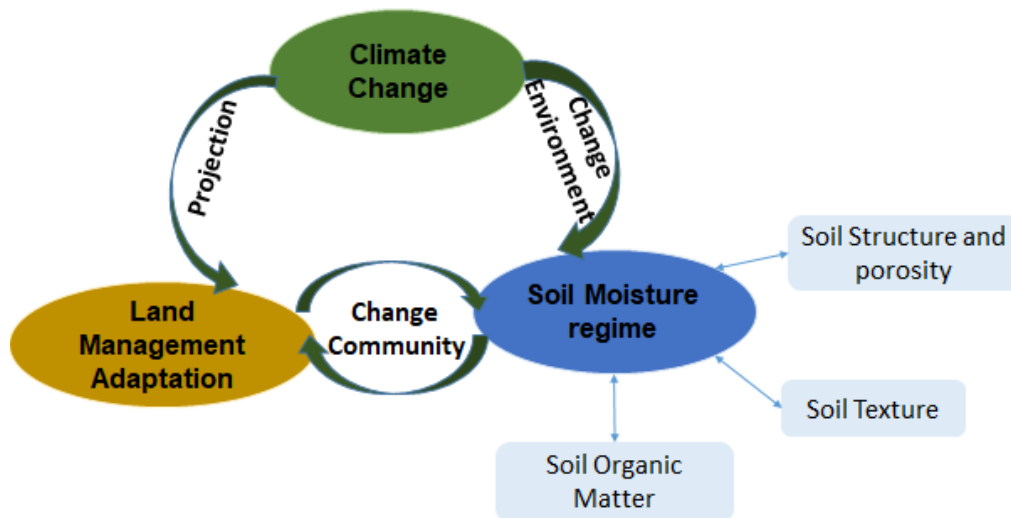 Climate
Change
Projection
Change
Environment
Soil Structure and
porosity
Land
Management
Adaptation
Change
Community
Soil Moisture
regime
Soil Texture
Soil Organic
Matter